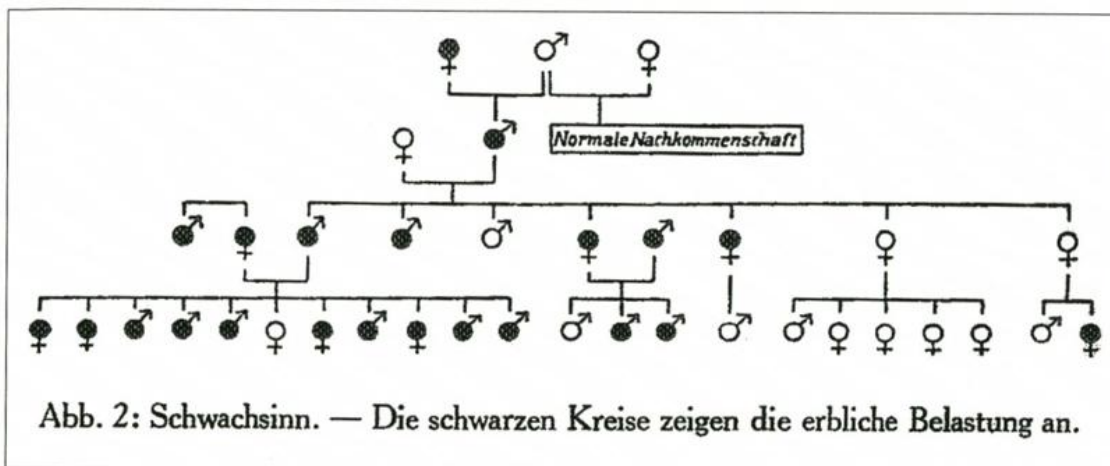 Normale Nachkommenschaft
Abb. 2: Schwachsinn. — Die schwarzen Kreise zeigen die erbliche Belastung an.